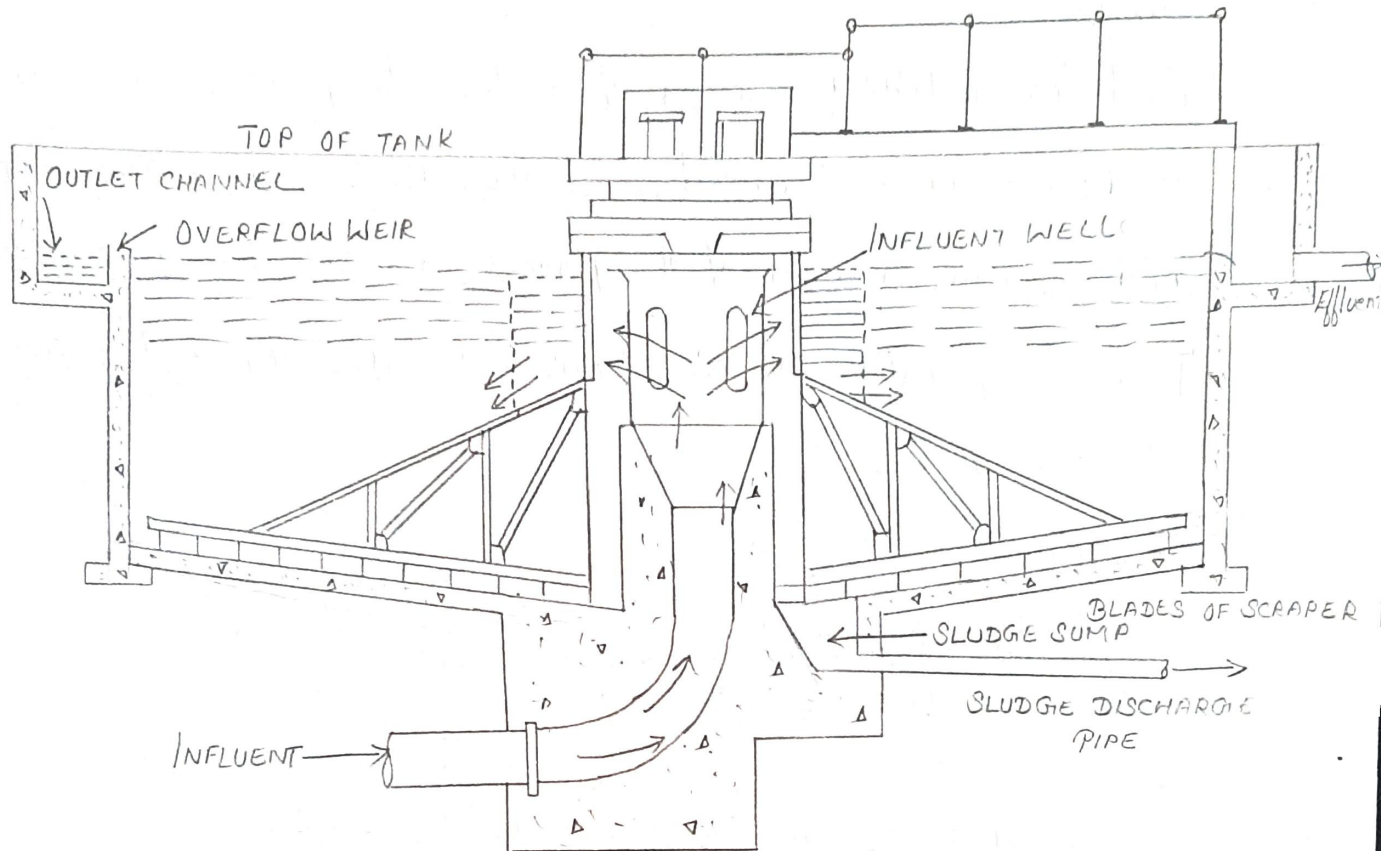 TOP OF TANK
OUTLET CHANNEL
OVERFLOW WEIR
INFLUENT WELL
Effluent
BLADES OF SCRAPER
SLUDGE SUMP
SLUDGE DISCHARGE
PIPE
INFLUENT